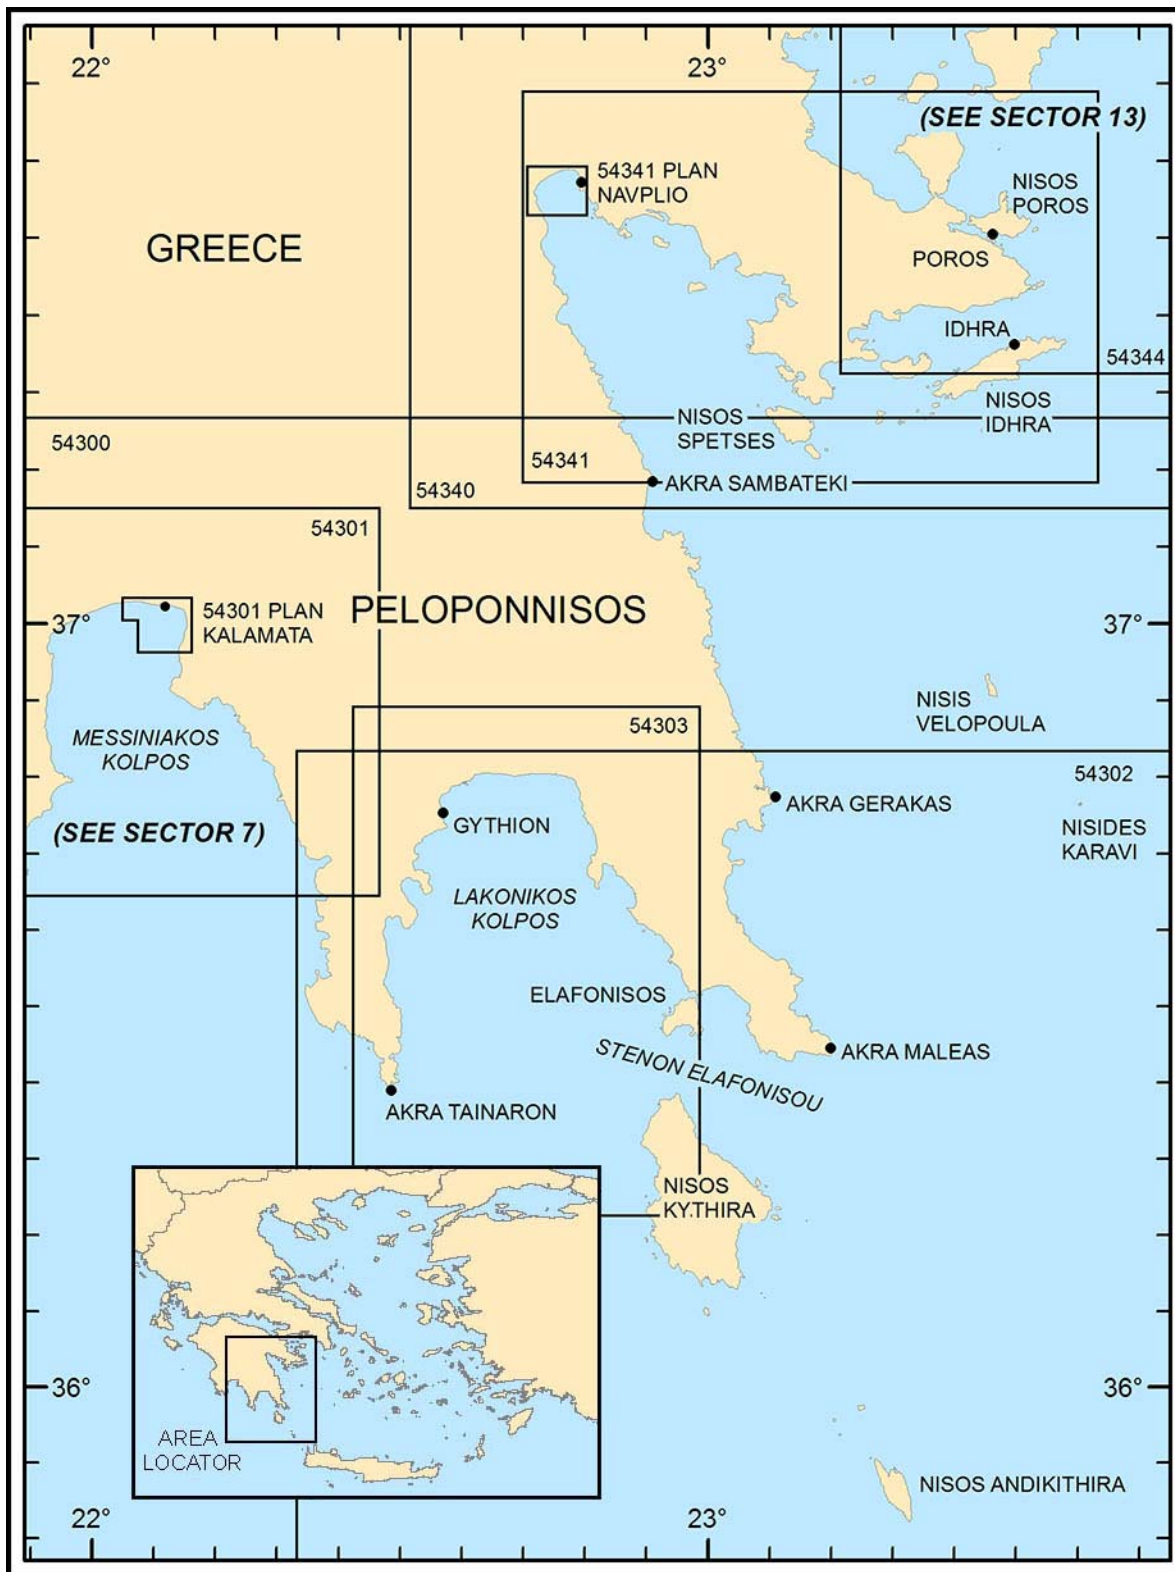 22°
23°
(SEE SECTOR 13)
54341 PLAN
NAVPLIO
NISOS
POROS
GREECE
POROS
IDHRA
54344
NISOS
IDHRA
NISOS
SPETSES
54300
54341
54340
AKRA SAMBATEKI
54301
37°
54301 PLAN
KALAMATA
PELOPONNISOS
37°
NISIS
VELOPOULA
54303
MESSINIAKOS
KOLPOS
54302
AKRA GERAKAS
GYTHION
(SEE SECTOR 7)
NISIDES
KARAVI
LAKONIKOS
KOLPOS
ELAFONISOS
STENON ELAFONISOU
AKRA MALEAS
AKRA TAINARON
NISOS
KYTHIRA
36°
36°
AREA
LOCATOR
NISOS ANDIKITHIRA
22°
23°